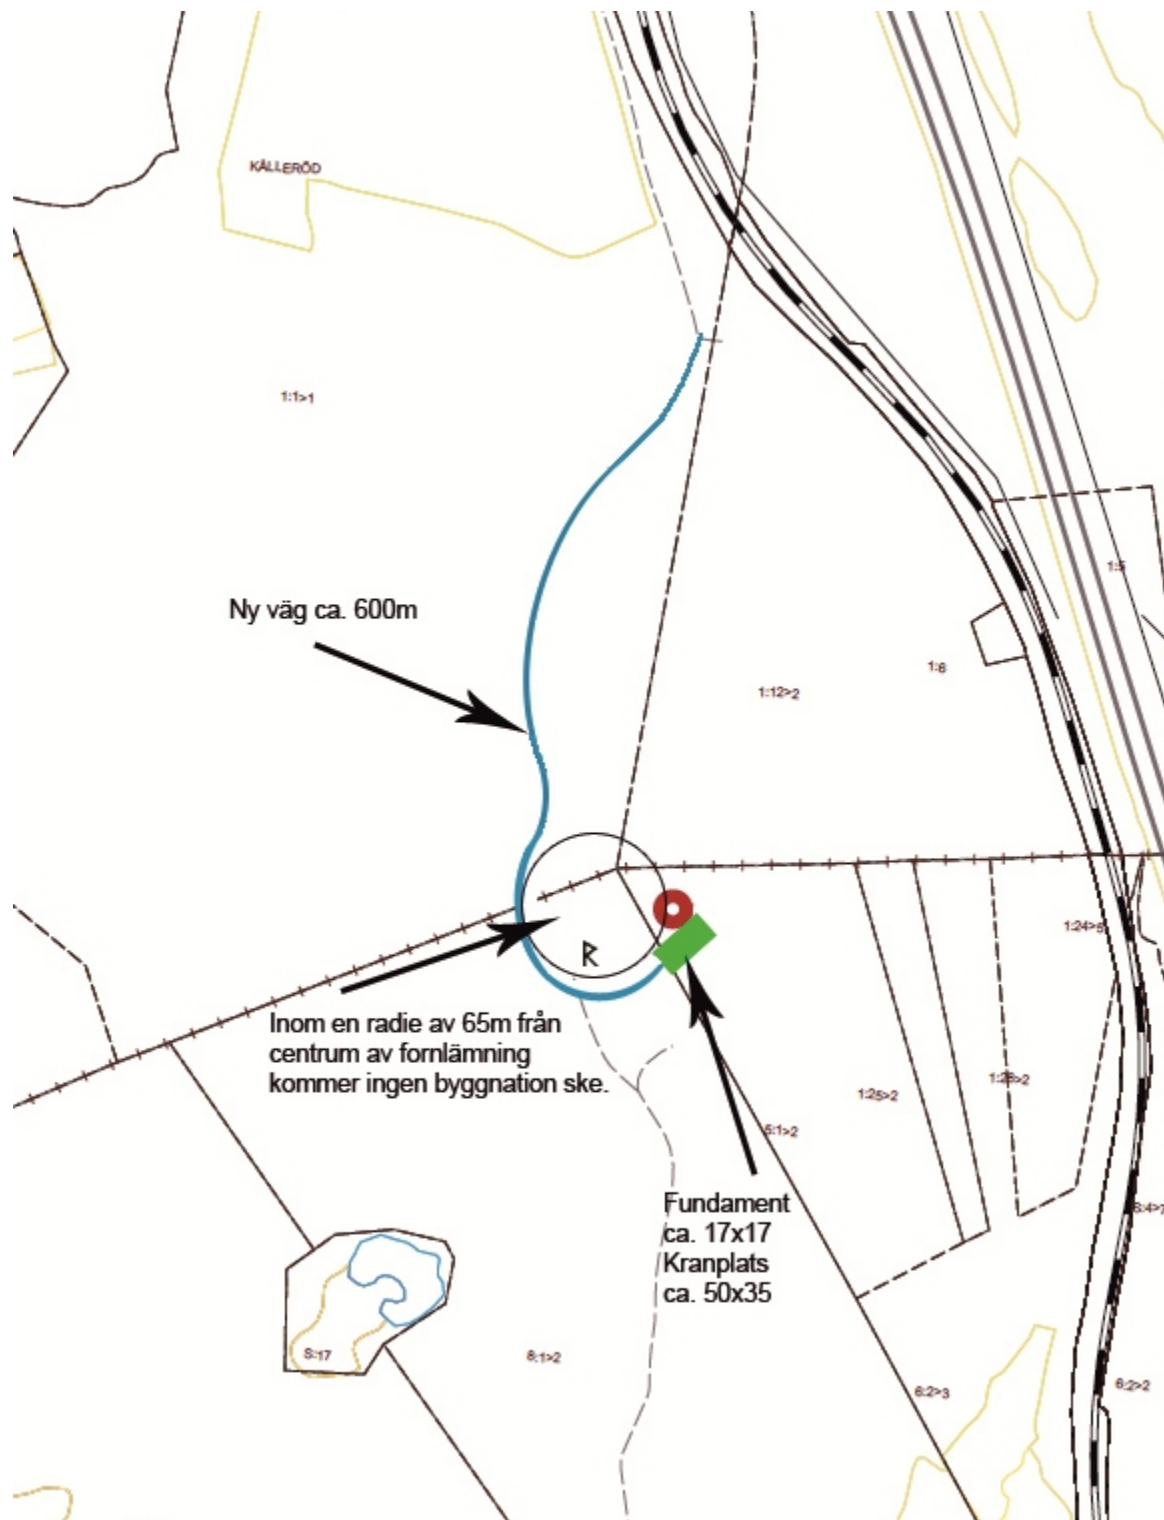 KÄLLERÖD
1:1>1
1:5
Ny väg ca. 600m
1:6
1:12>2
R
1:24>5
Inom en radie av 65m från
centrum av fornlämning
kommer ingen byggnation ske.
1:25>2
1:26>2
5:1>2
Fundament
ca. 17x17
Kranplats
ca. 50x35
S:17
8:1>2
6:2>3
6:2>2